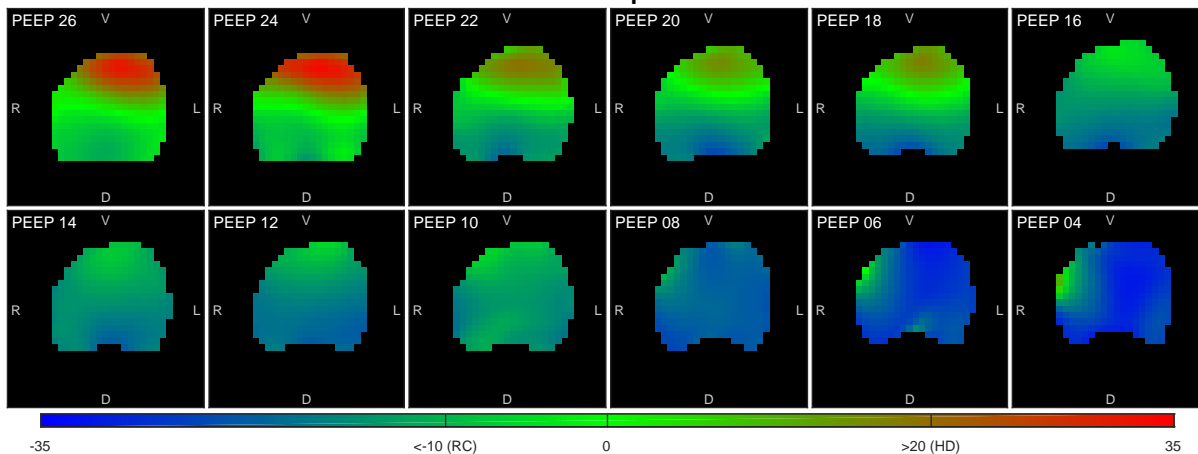 PEEP 26 V PEEP 24 V PEEP 22 V PEEP 20 V PEEP 18 V PEEP 16 V
R L R L R L R L R L R L
D D D D D D
PEEP 14 V PEEP 12 V PEEP 10 V PEEP 08 V PEEP 06 V PEEP 04 V
R L R L R L R L R L R L
D D D D D D
-35 <-10 (RC) 0 >20 (HD) 35